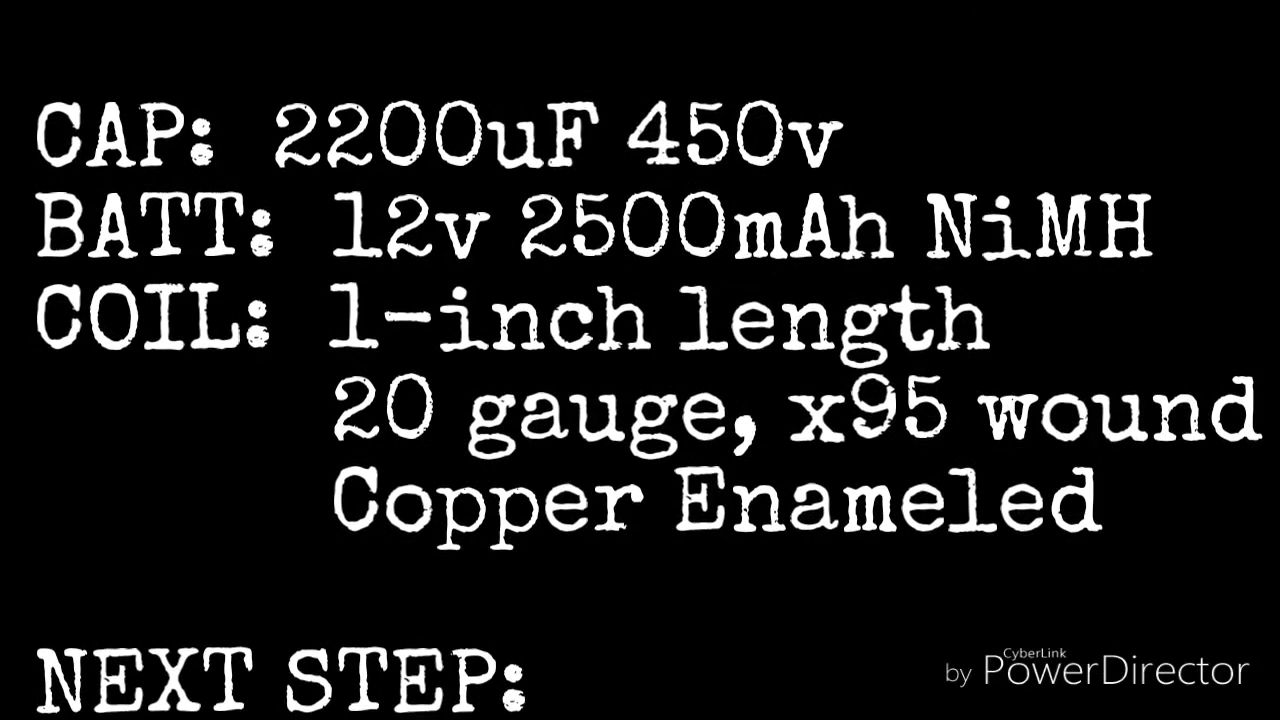 CAP: 2200uF 450v
BATT: 12v 2500mAh NiMH
COIL: 1-inch length
20 gauge, x95 wound
Copper Enameled
NEXT STEP:
CyberLink
by PowerDirector